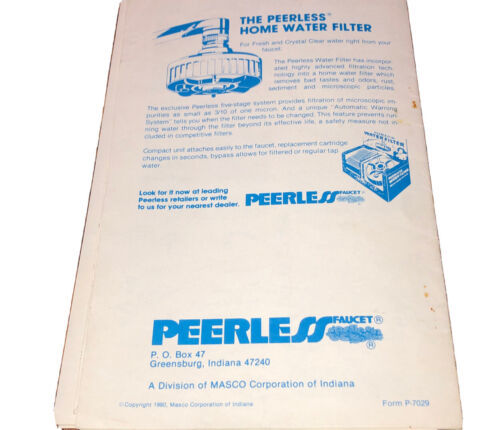 THE PEERLESS™
HOME WATER FILTER
For Fresh and Crystal Clear water right from your
faucet.
The Peerless Water Filter has incorpor
ated highly advanced filtration tech-
nology into a home water filter which
removes bad tastes and odors, rust,
sediment and microscopic particles.
The exclusive Peerless five-stage system provides filtration of microscopic im-
purities as small as 3/10 of one micron. And a unique "Automatic Warning
System" tells you when the filter needs to be changed. This feature prevents run
ning water through the filter beyond its effective life, a safety measure not in-
cluded in competitive filters.
Compact unit attaches easily to the faucet, replacement cartridge
changes in seconds, bypass allows for filtered or regular tap
water.
WATER FILTER
Look for it now at leading
Peerless retailers or write
to us for your nearest dealer.
PEERLESS FAUCET®
PEERLESS FAUCET®
®
P. O. Box 47
Greensburg, Indiana 47240
A Division of MASCO Corporation of Indiana
©Copyright 1980, Masco Corporation of Indiana
Form P-7029